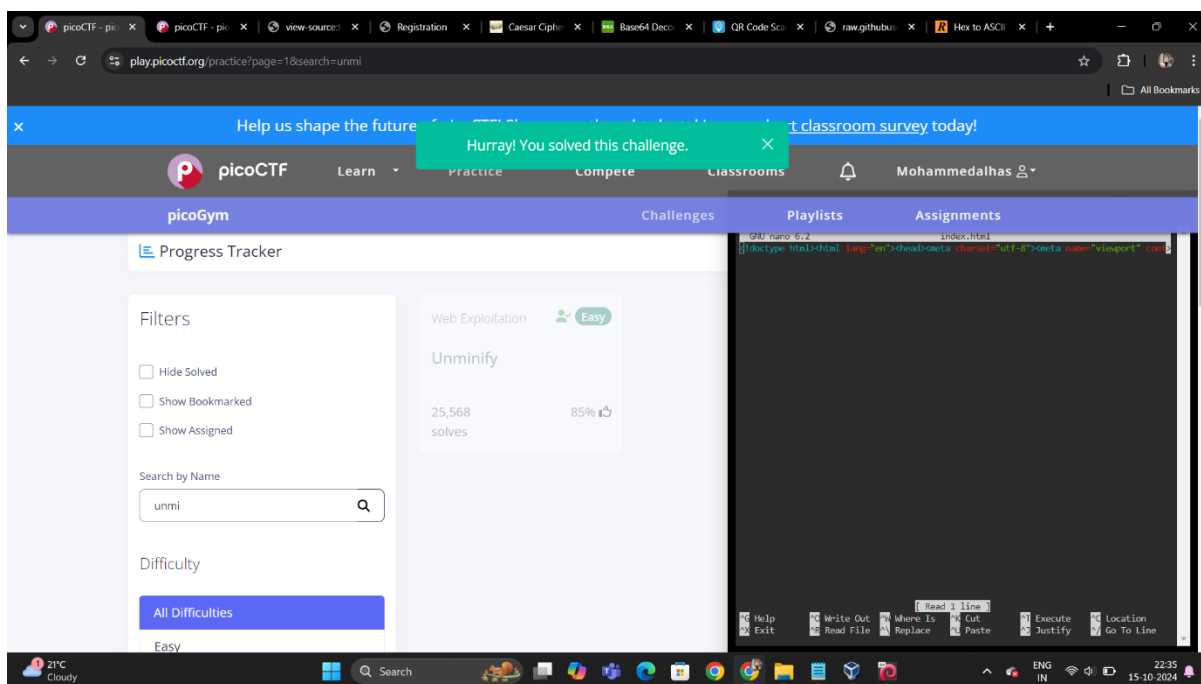 picoCTF - pic
picoCTF - pic
view-source:
Registration
Caesar Cipher
Base64 Deco
QR Code Sca
raw.githubus
Hex to ASCII
play.picoctf.org/practice?page=1&search=unmi
All Bookmarks
Help us shape the future
rt classroom survey today!
Hurray! You solved this challenge.
picoCTF
Learn
Practice
Compete
Classrooms
Mohammedalhas
picoGym
Challenges
Playlists
Assignments
Progress Tracker
GNU nano 6.2 index.html
<!doctype html><html lang="en"><head><meta charset="utf-8"><meta name="viewport" cont>
Filters
Hide Solved
Show Bookmarked
Show Assigned
Search by Name
unmi
Difficulty
All Difficulties
Easy
Web Exploitation
Easy
Unminify
25,568
solves
85%
[ Read 1 line ]
^G Help ^O Write Out ^W Where Is ^K Cut ^T Execute ^C Location
^X Exit ^R Read File ^\ Replace ^U Paste ^J Justify ^/ Go To Line
1
21°C
Cloudy
Search
ENG
IN
22:35
15-10-2024